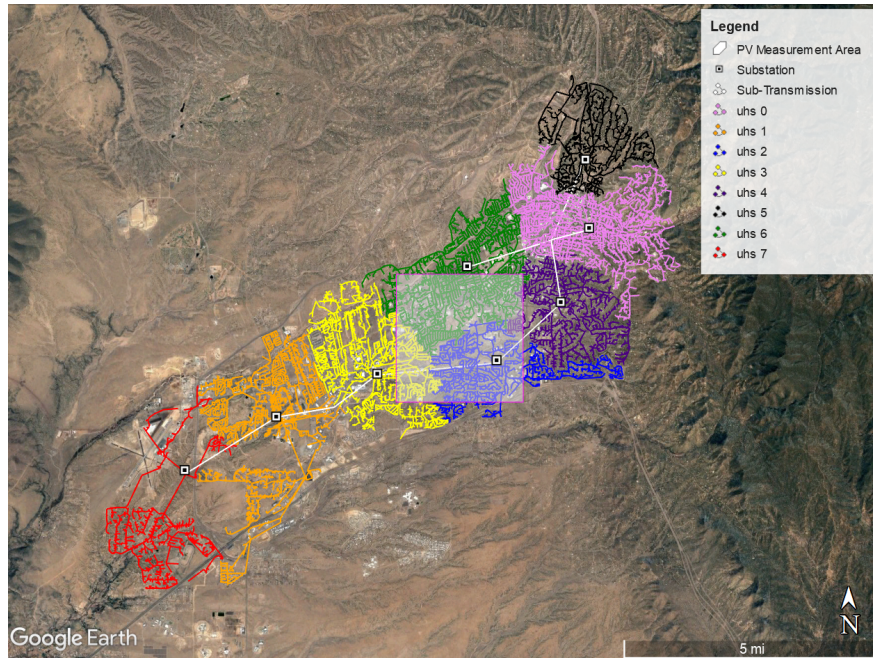 Legend
PV Measurement Area
Substation
Sub-Transmission
uhs 0
uhs 1
uhs 2
uhs 3
uhs 4
uhs 5
uhs 6
uhs 7
N
Google Earth
5 mi